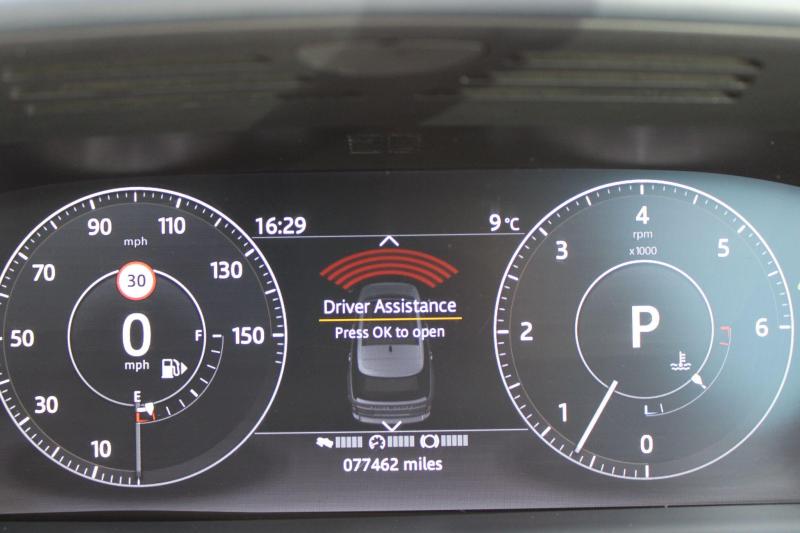 16:29
9 °C
90
mph
110
70
130
30
50
0
mph
F
150
E
30
10
Driver Assistance
Press OK to open
077462 miles
4
rpm
x1000
3
5
2
P
6
1
0